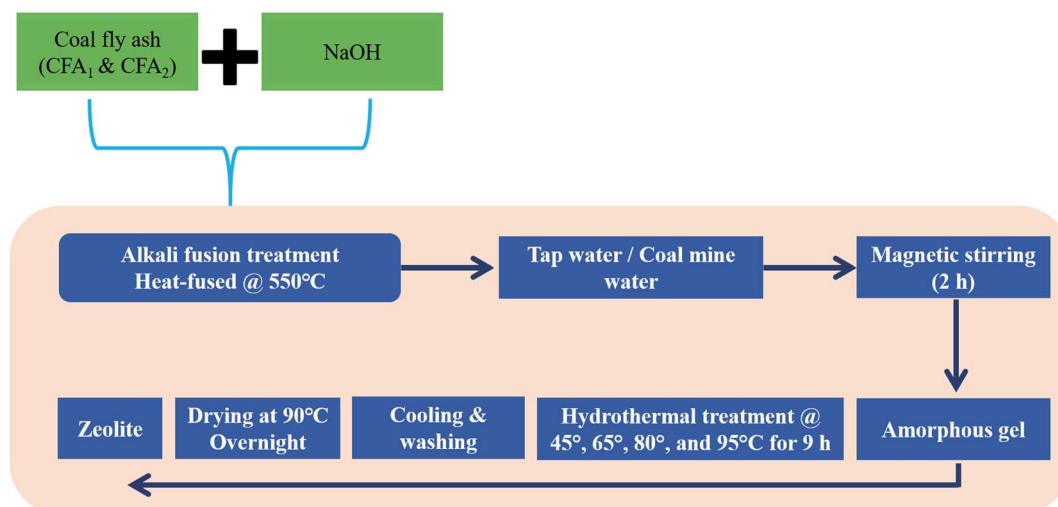 Coal fly ash
(CFA₁ & CFA₂)
NaOH
Alkali fusion treatment
Heat-fused @ 550°C
Tap water / Coal mine
water
Magnetic stirring
(2 h)
Zeolite
Drying at 90°C
Overnight
Cooling &
washing
Hydrothermal treatment @
45°, 65°, 80°, and 95°C for 9 h
Amorphous gel